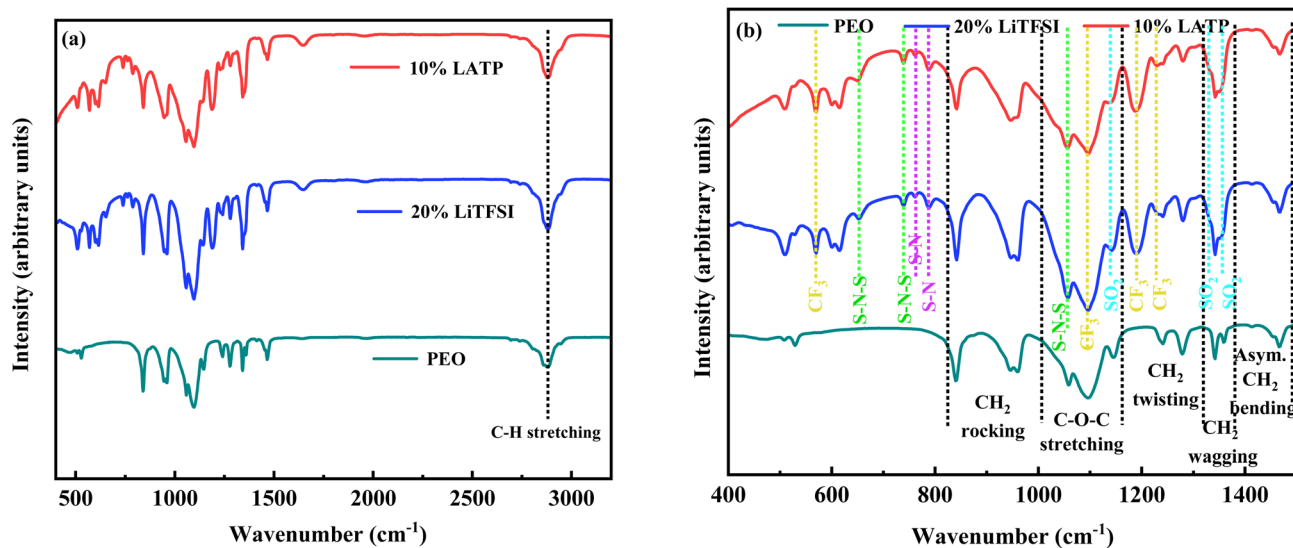 (a)
10% LATP
20% LiTFSI
PEO
C-H stretching
Intensity (arbitrary units)
500 1000 1500 2000 2500 3000
Wavenumber (cm⁻¹)
(b)
PEO 20% LiTFSI 10% LATP
CF₃
S-N-S
S-N-S
S-N
S-N
S-N-S
CF₃
SO₂
CF₃
CF₃
SO₂
SO₂
CH₂
rocking
C-O-C
stretching
CH₂
twisting
CH₂
wagging
Asym.
CH₂
bending
Intensity (arbitrary units)
400 600 800 1000 1200 1400
Wavenumber (cm⁻¹)